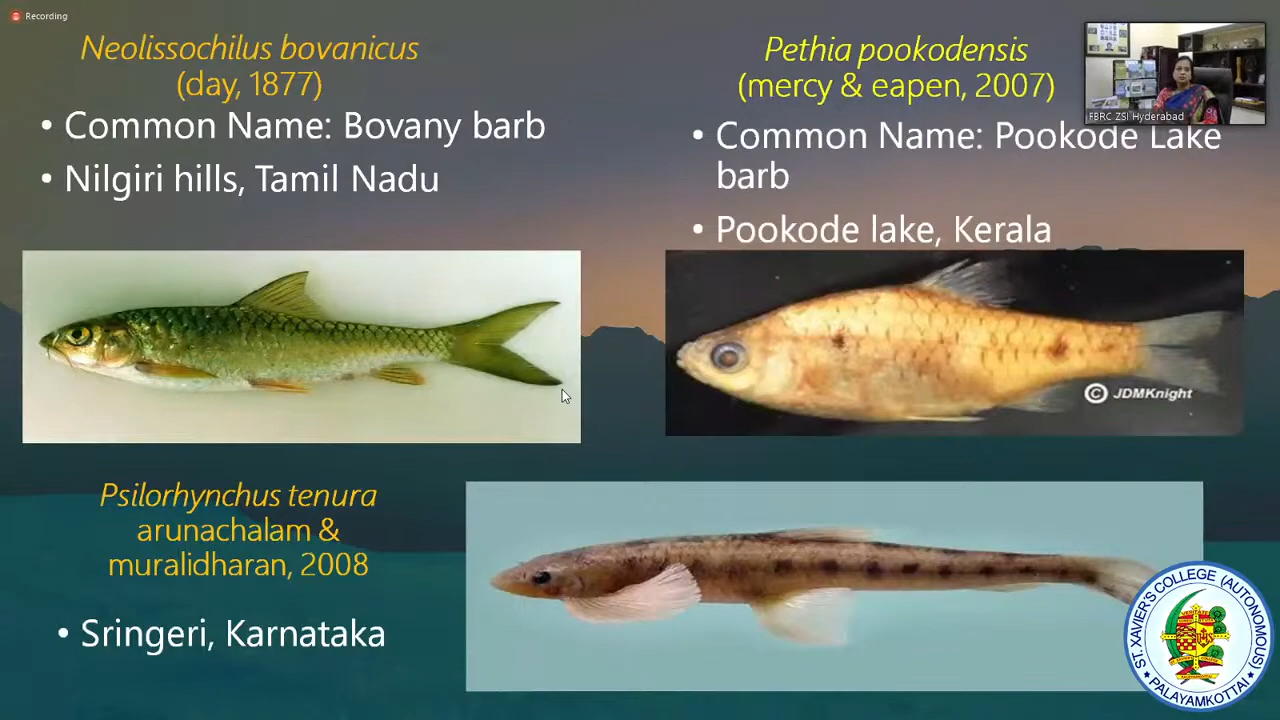 Recording
Neolissochilus bovanicus
(day, 1877)
• Common Name: Bovany barb
• Nilgiri hills, Tamil Nadu
Pethia pookodensis
(mercy & eapen, 2007)
FBRC ZSI Hyderabad
• Common Name: Pookode Lake
barb
• Pookode lake, Kerala
© JDMKnight
Psilorhynchus tenura
arunachalam &
muralidharan, 2008
• Sringeri, Karnataka
ST. XAVIER'S COLLEGE (AUTONOMOUS)
PALAYAMKOTTAI